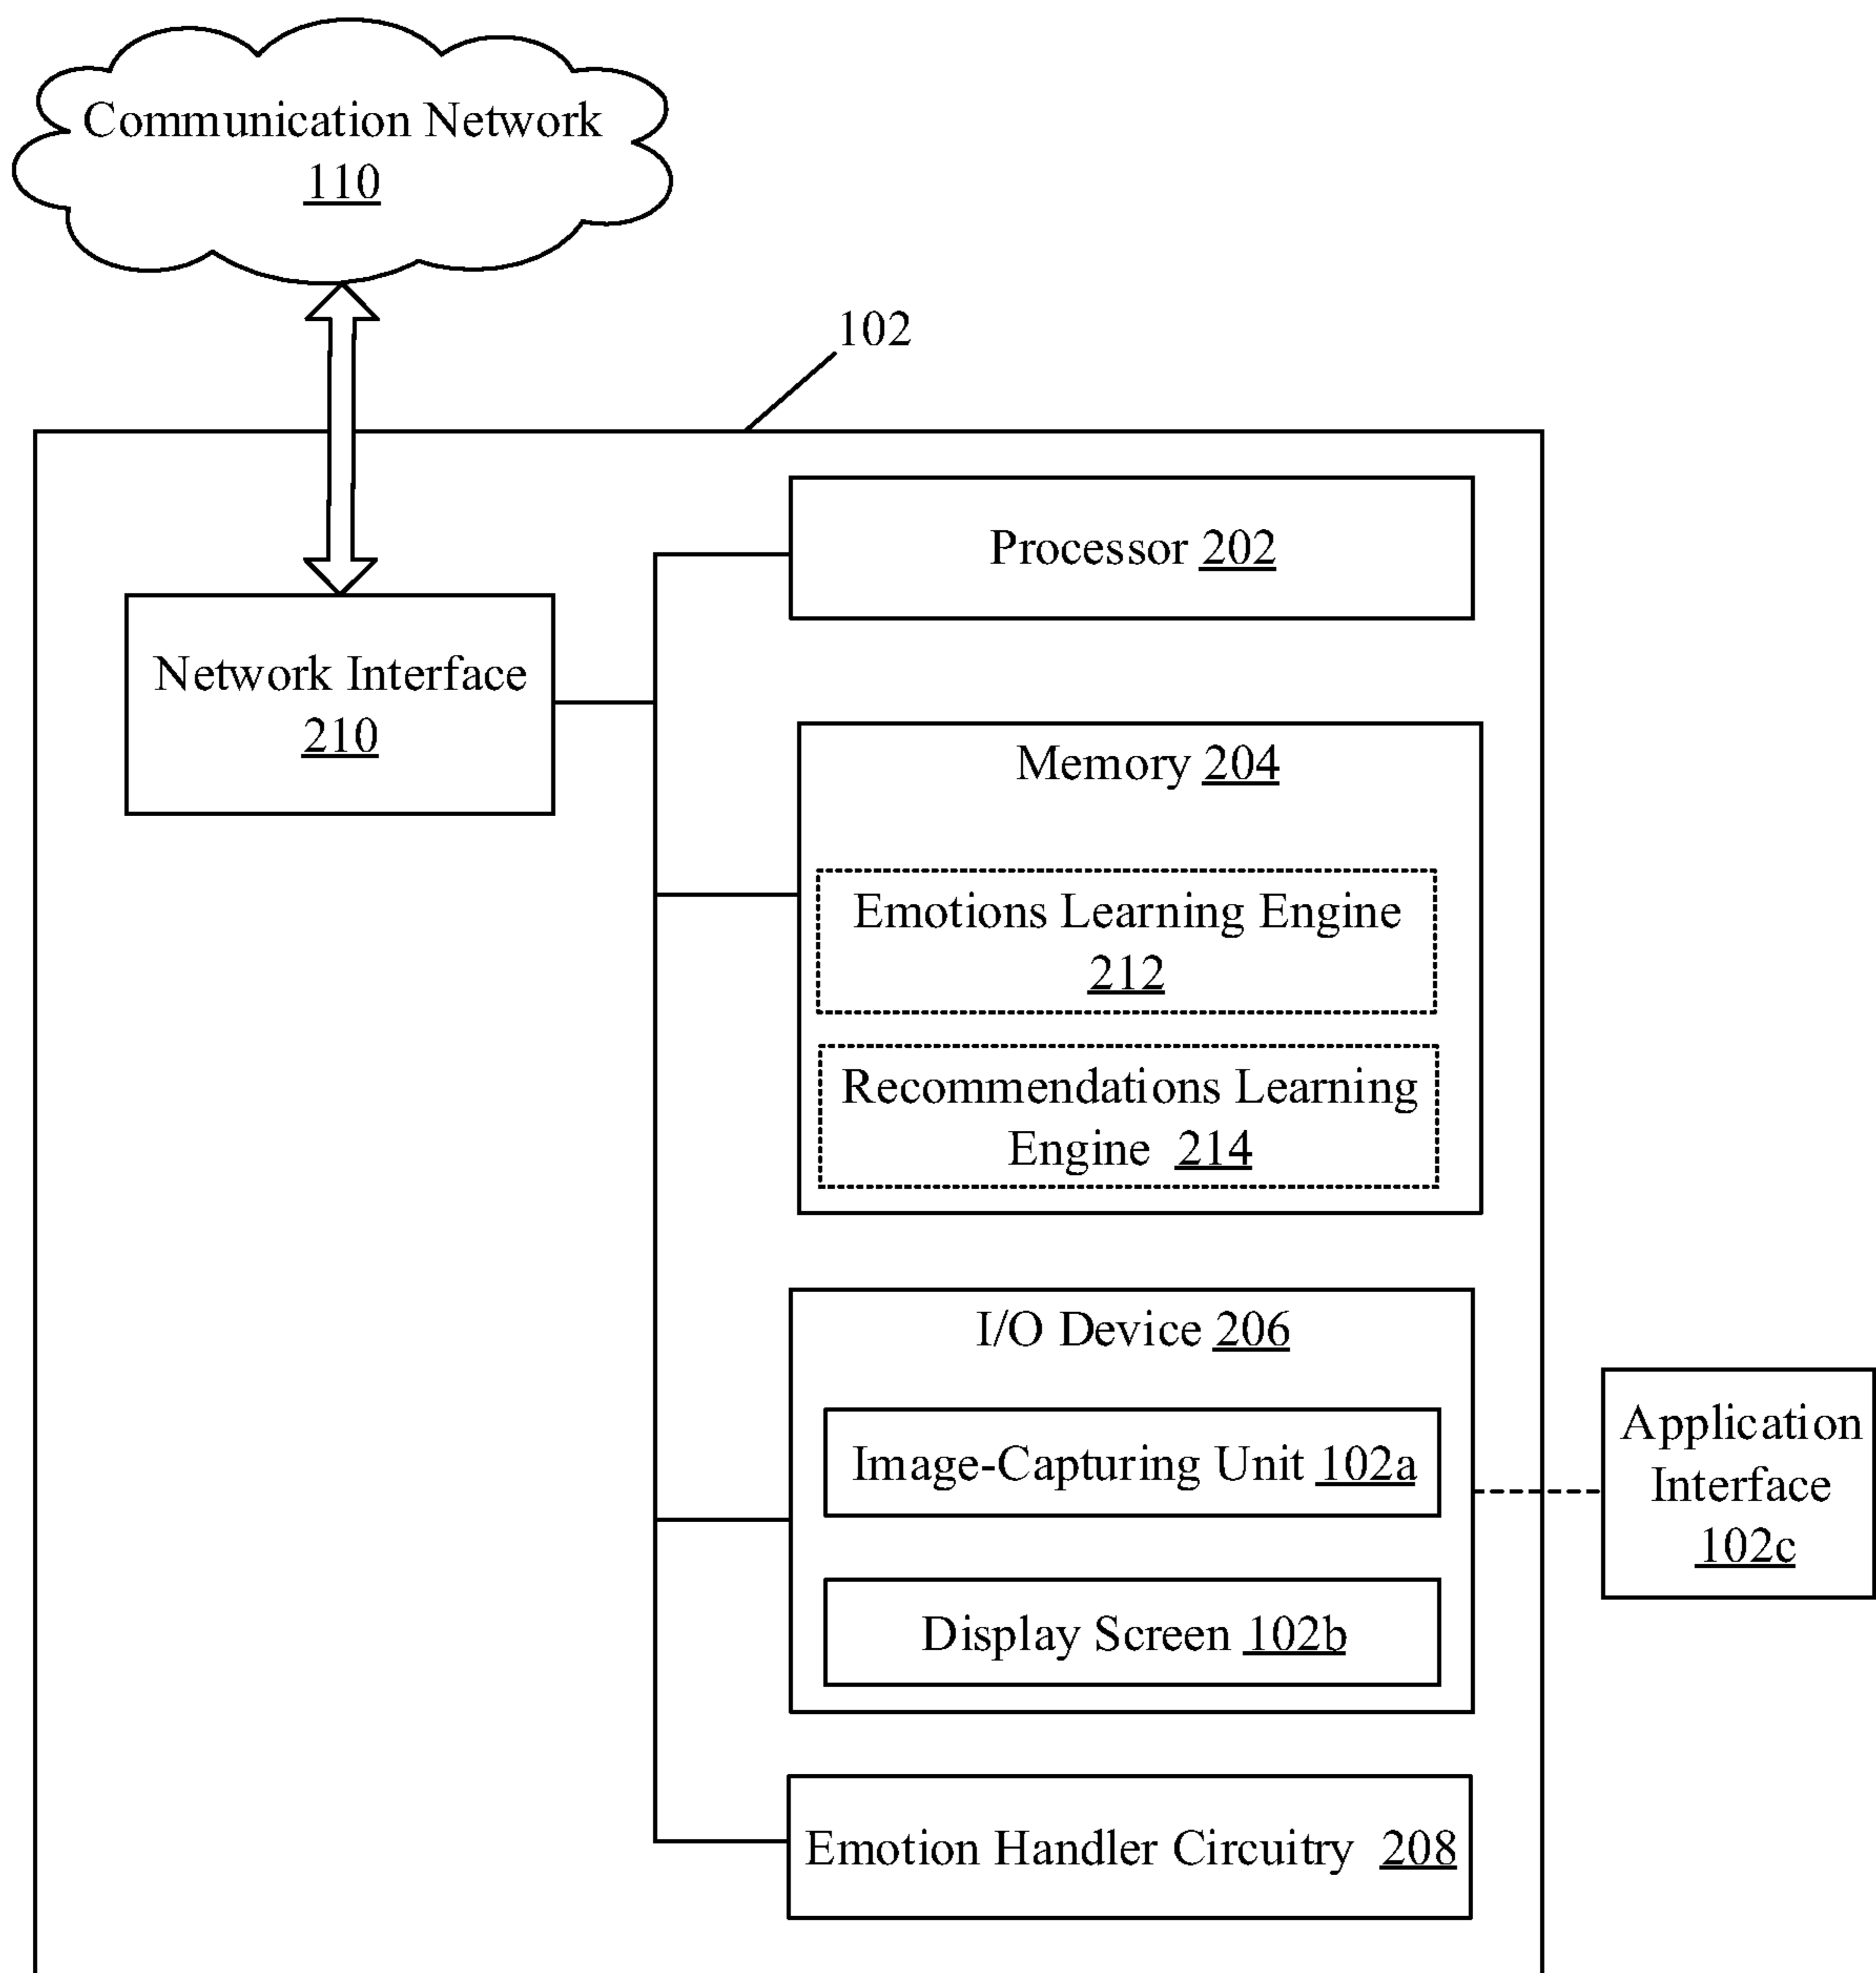 Communication Network
110
102
Processor 202
Network Interface
210
Memory 204
Emotions Learning Engine
212
Recommendations Learning
Engine 214
I/O Device 206
Image-Capturing Unit 102a
Display Screen 102b
Application
Interface
102c
Emotion Handler Circuitry 208